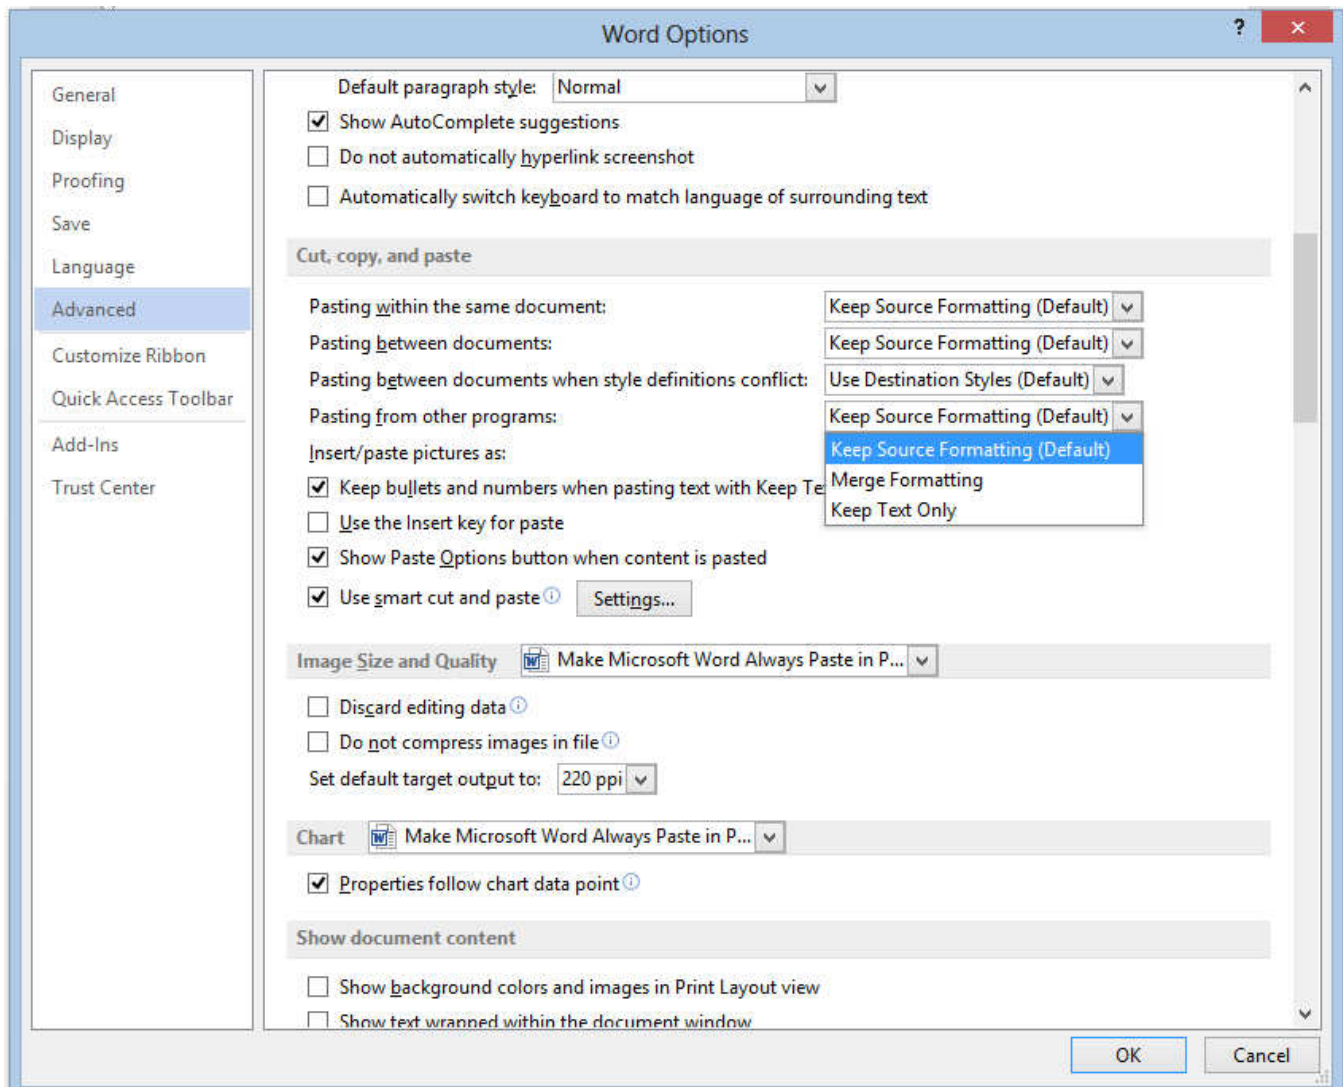 Word Options
?
General
Display
Proofing
Save
Language
Advanced
Customize Ribbon
Quick Access Toolbar
Add-Ins
Trust Center
Default paragraph style: Normal
Show AutoComplete suggestions
Do not automatically hyperlink screenshot
Automatically switch keyboard to match language of surrounding text
Cut, copy, and paste
Pasting within the same document: Keep Source Formatting (Default)
Pasting between documents: Keep Source Formatting (Default)
Pasting between documents when style definitions conflict: Use Destination Styles (Default)
Pasting from other programs: Keep Source Formatting (Default)
Keep Source Formatting (Default)
Merge Formatting
Keep Text Only
Insert/paste pictures as:
Keep bullets and numbers when pasting text with Keep Te
Use the Insert key for paste
Show Paste Options button when content is pasted
Use smart cut and paste Settings...
Image Size and Quality Make Microsoft Word Always Paste in P...
Discard editing data
Do not compress images in file
Set default target output to: 220 ppi
Chart Make Microsoft Word Always Paste in P...
Properties follow chart data point
Show document content
Show background colors and images in Print Layout view
Show text wrapped within the document window
OK Cancel